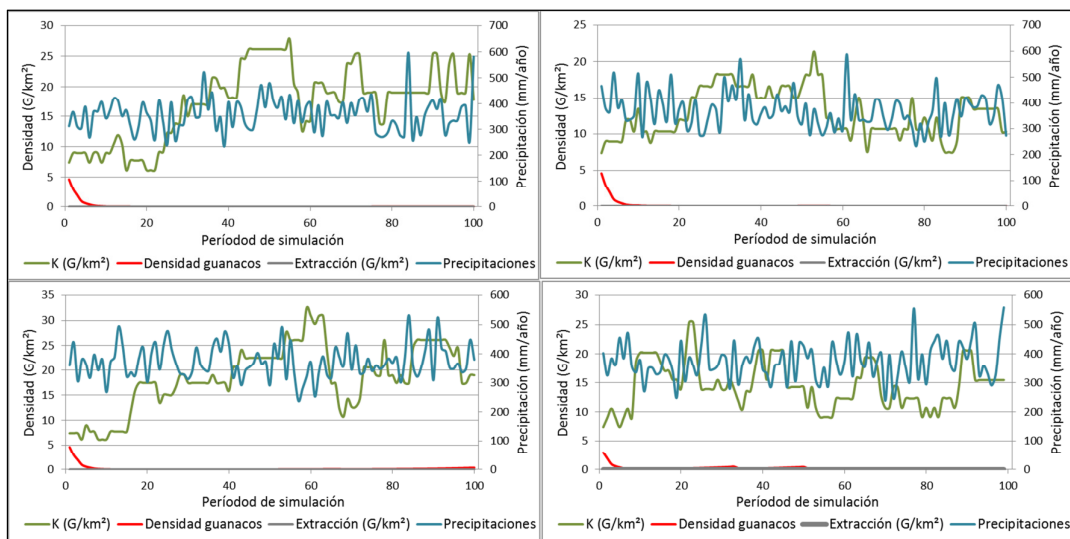 30
25
20
15
10
5
0
Densidad (G/km²)
700
600
500
400
300
200
100
0
Precipitación (mm/año)
0 20 40 60 80 100
Períodod de simulación
K (G/km²) Densidad guanacos Extracción (G/km²) Precipitaciones
25
20
15
10
5
0
Densidad (G/km²)
700
600
500
400
300
200
100
0
Precipitación (mm/año)
0 20 40 60 80 100
Períodod de simulación
K (G/km²) Densidad guanacos Extracción (G/km²) Precipitaciones
35
30
25
20
15
10
5
0
Densidad (G/km²)
600
500
400
300
200
100
0
Precipitación (mm/año)
0 20 40 60 80 100
Períodod de simulación
K (G/km²) Densidad guanacos Extracción (G/km²) Precipitaciones
30
25
20
15
10
5
0
Densidad (G/km²)
600
500
400
300
200
100
0
Precipitación (mm/año)
0 20 40 60 80 100
Períodod de simulación
K (G/km²) Densidad guanacos Extracción (G/km²) Precipitaciones